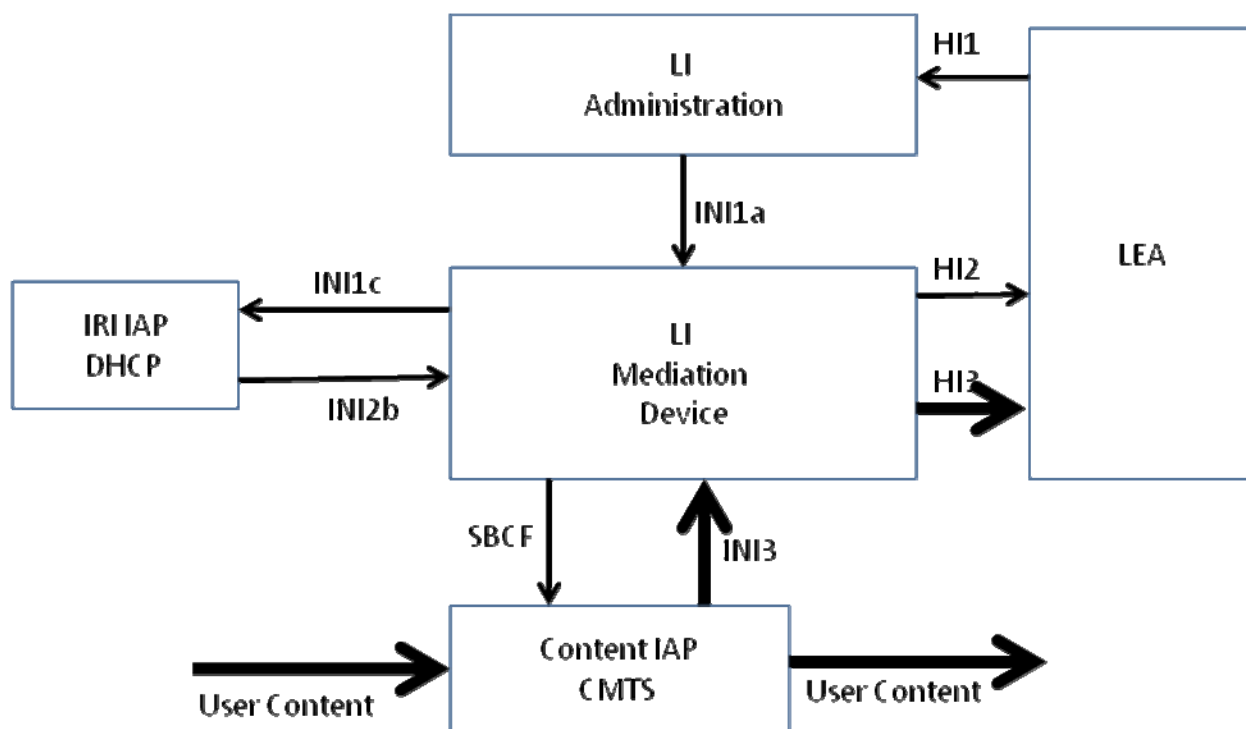 LI
Administration
HI1
LEA
INI1a
INI1c
IRI IAP
DHCP
INI2b
LI
Mediation
Device
HI2
HI3
SBCF
INI3
Content IAP
CMTS
User Content
User Content